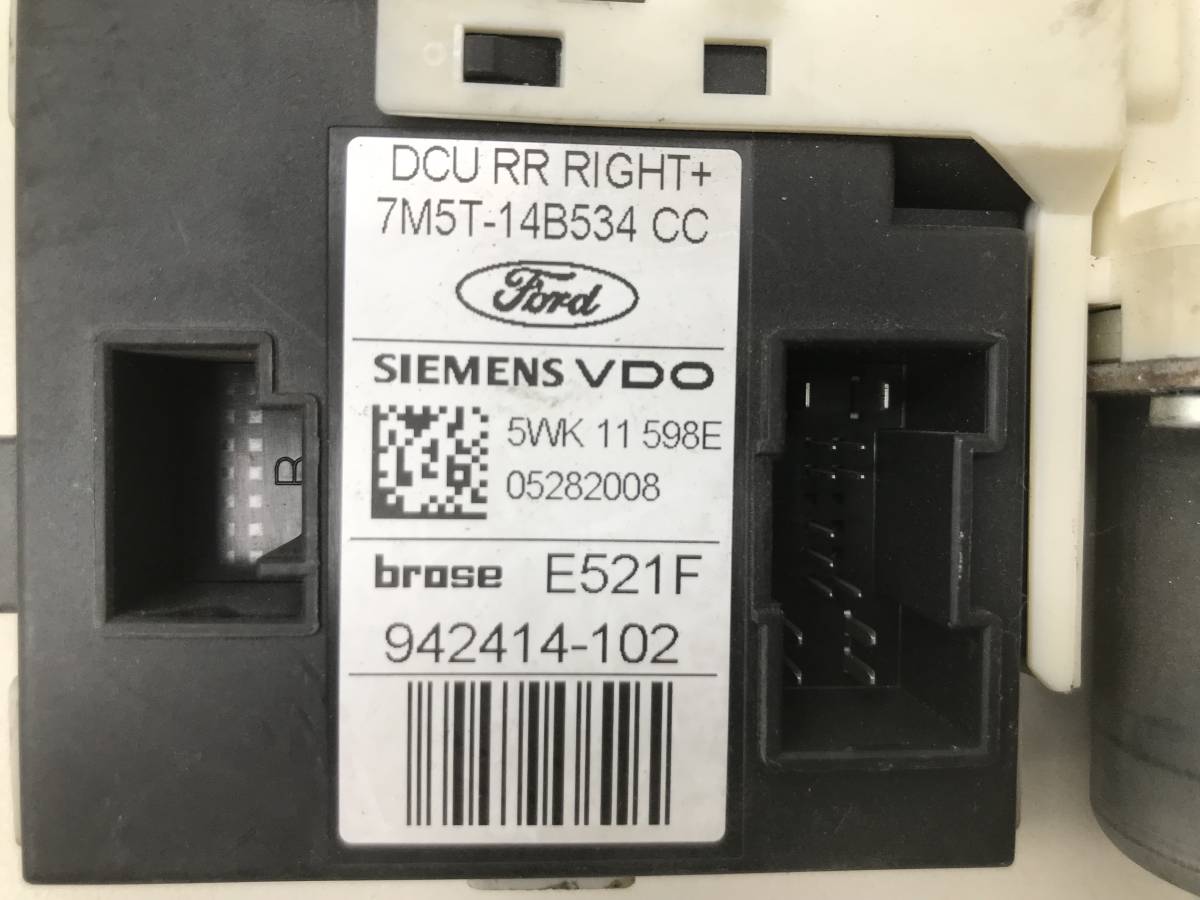 DCU RR RIGHT+
7M5T-14B534 CC
Ford
SIEMENS VDO
5WK 11 598E
05282008
brose E521F
942414-102
B